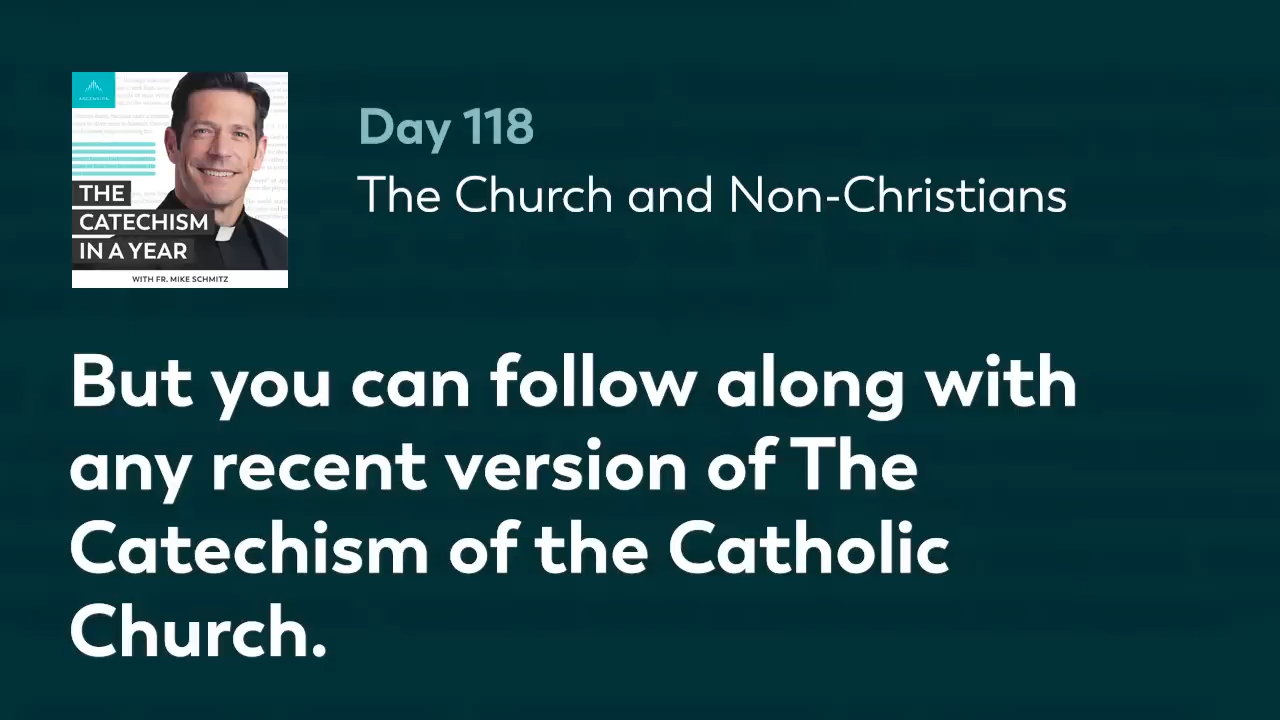 ASCENSION
THE
CATECHISM
IN A YEAR
WITH FR. MIKE SCHMITZ
Day 118
The Church and Non-Christians
But you can follow along with
any recent version of The
Catechism of the Catholic
Church.